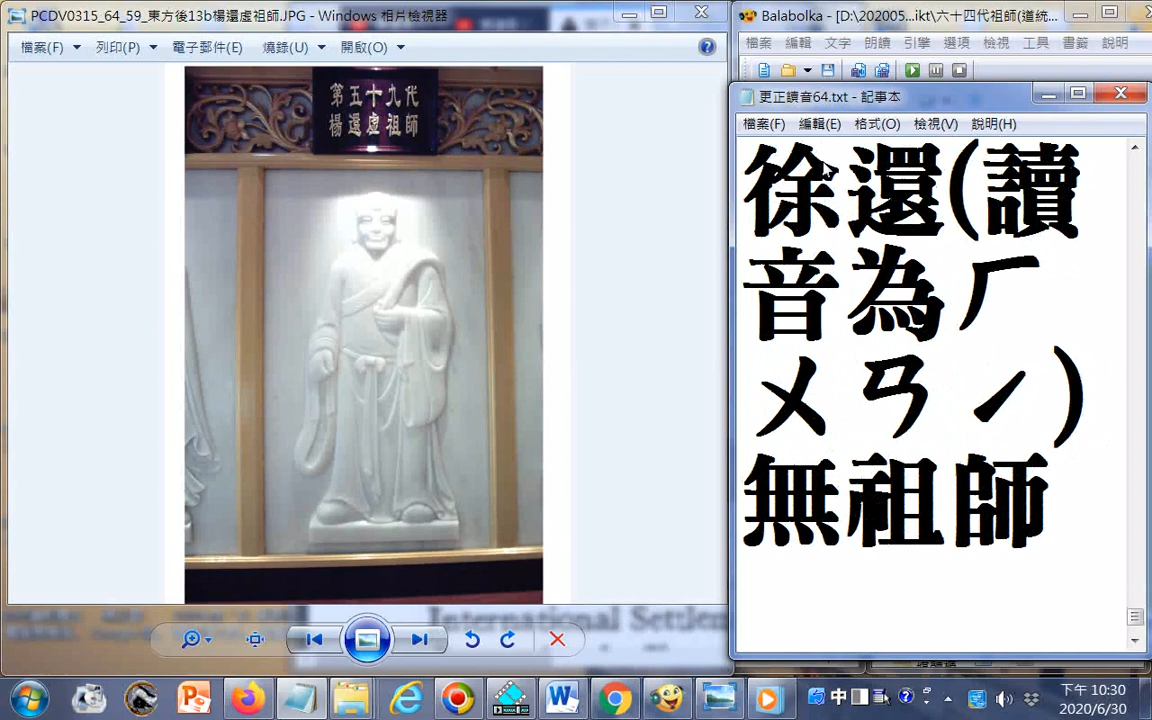 PCDV0315_64_59_東方後13b楊還虛祖師.JPG - Windows 相片檢視器
檔案(F) 列印(P) 電子郵件(E) 燒錄(U) 開啟(O)
第五十九代
楊還虛祖師
Balabolka - [D:\202005...ikt\六十四代祖師(道統...
檔案 編輯 文字 朗讀 引擎 選項 檢視 工具 書籤 說明
更正讀音64.txt - 記事本
檔案(F) 編輯(E) 格式(O) 檢視(V) 說明(H)
徐還(讀
音為ㄏ
ㄨㄢˊ)
無祖師
International Settlem
中
下午 10:30
2020/6/30